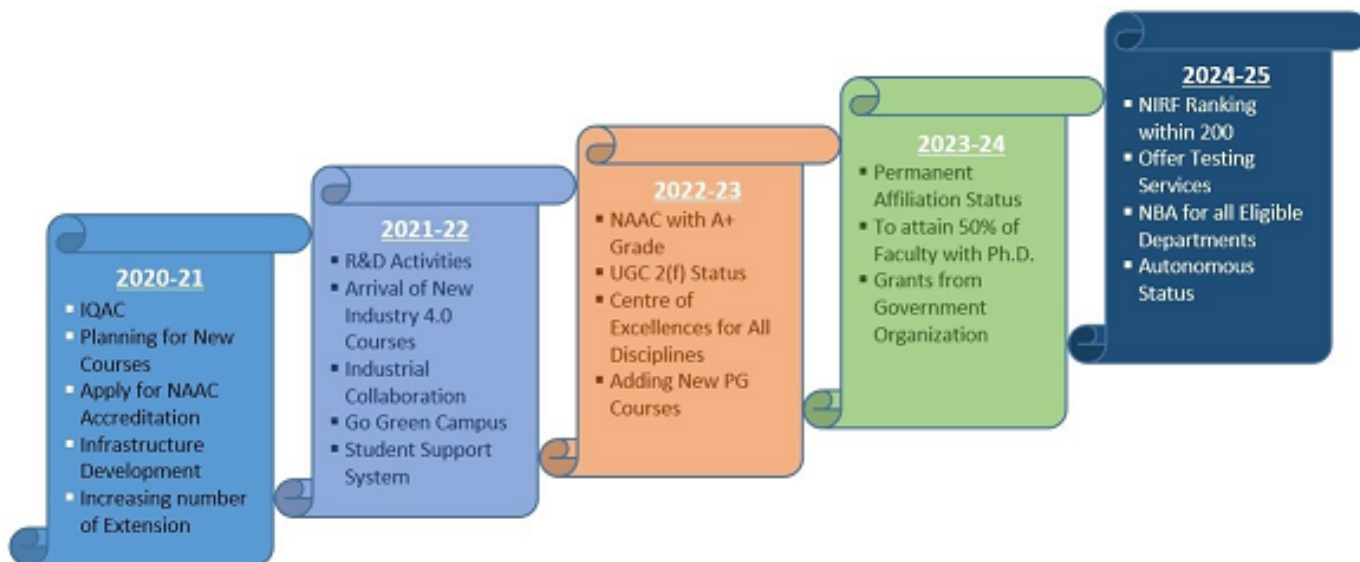 2020-21
▪ IQAC
▪ Planning for New
Courses
▪ Apply for NAAC
Accreditation
▪ Infrastructure
Development
▪ Increasing number
of Extension
2021-22
▪ R&D Activities
▪ Arrival of New
Industry 4.0
Courses
▪ Industrial
Collaboration
▪ Go Green Campus
▪ Student Support
System
2022-23
▪ NAAC with A+
Grade
▪ UGC 2(f) Status
▪ Centre of
Excellences for All
Disciplines
▪ Adding New PG
Courses
2023-24
▪ Permanent
Affiliation Status
▪ To attain 50% of
Faculty with Ph.D.
▪ Grants from
Government
Organization
2024-25
▪ NIRF Ranking
within 200
▪ Offer Testing
Services
▪ NBA for all Eligible
Departments
▪ Autonomous
Status